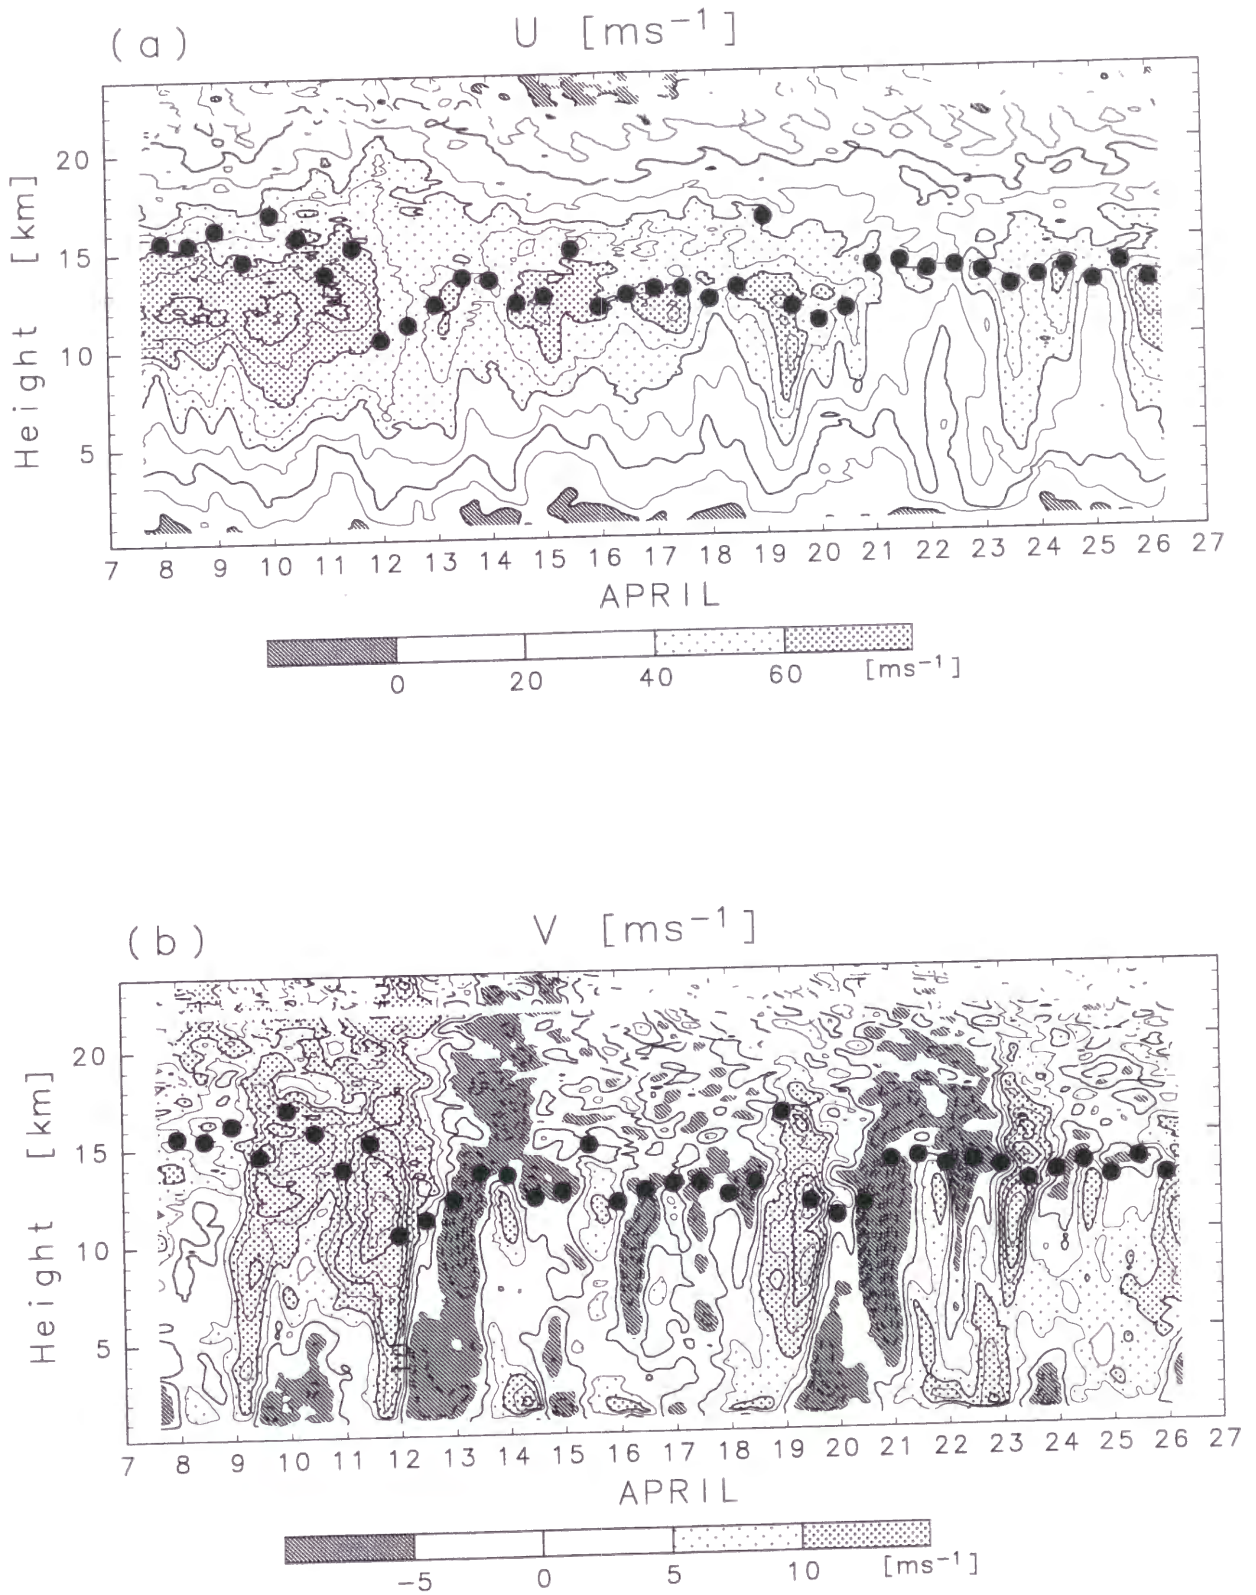 (a) U [ms⁻¹]
Height [km]
20
15
10
5
7 8 9 10 11 12 13 14 15 16 17 18 19 20 21 22 23 24 25 26 27
APRIL
0 20 40 60 [ms⁻¹]
(b) V [ms⁻¹]
Height [km]
20
15
10
5
7 8 9 10 11 12 13 14 15 16 17 18 19 20 21 22 23 24 25 26 27
APRIL
-5 0 5 10 [ms⁻¹]